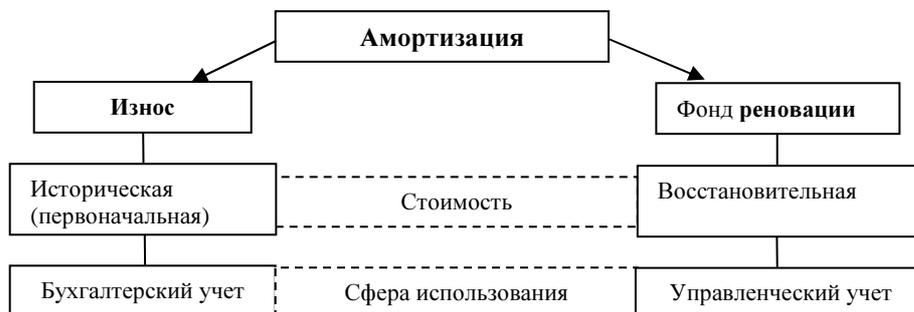 Амортизация
Износ
Фонд реновации
Историческая
(первоначальная)
Стоимость
Восстановительная
Бухгалтерский учет
Сфера использования
Управленческий учет